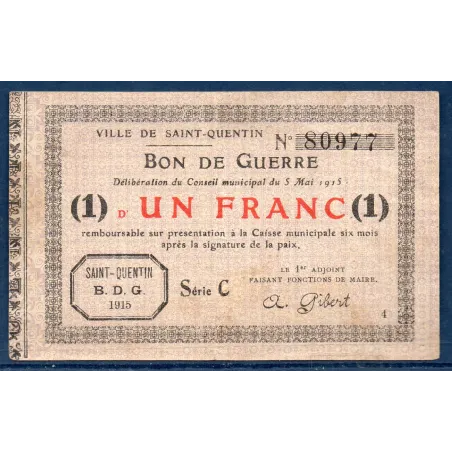 VILLE DE SAINT-QUENTIN N° 80977
BON DE GUERRE
Délibération du Conseil municipal du 5 Mai 1915
(1) D' UN FRANC (1)
remboursable sur présentation à la Caisse municipale six mois
après la signature de la paix.
SAINT-QUENTIN
B. D. G.
1915
Série C
LE 1er ADJOINT
FAISANT FONCTIONS DE MAIRE,
A. Gibert
4